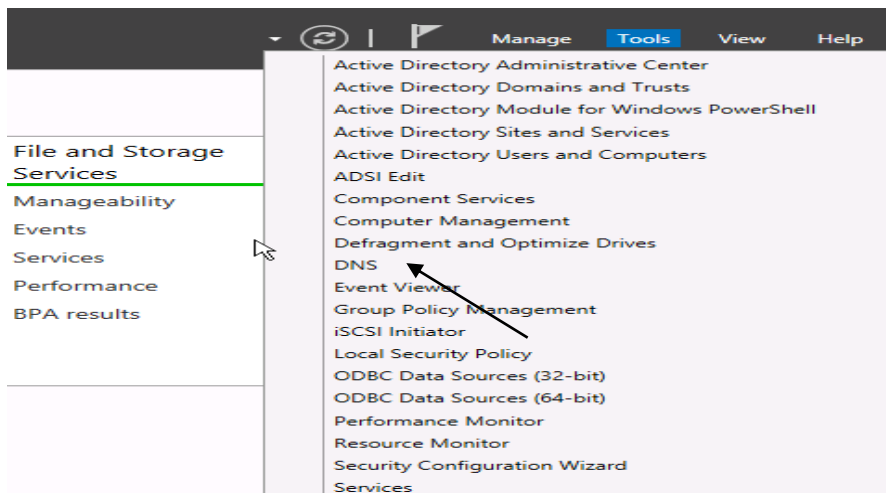 Manage Tools View Help
File and Storage
Services
Manageability
Events
Services
Performance
BPA results
Active Directory Administrative Center
Active Directory Domains and Trusts
Active Directory Module for Windows PowerShell
Active Directory Sites and Services
Active Directory Users and Computers
ADSI Edit
Component Services
Computer Management
Defragment and Optimize Drives
DNS
Event Viewer
Group Policy Management
iSCSI Initiator
Local Security Policy
ODBC Data Sources (32-bit)
ODBC Data Sources (64-bit)
Performance Monitor
Resource Monitor
Security Configuration Wizard
Services